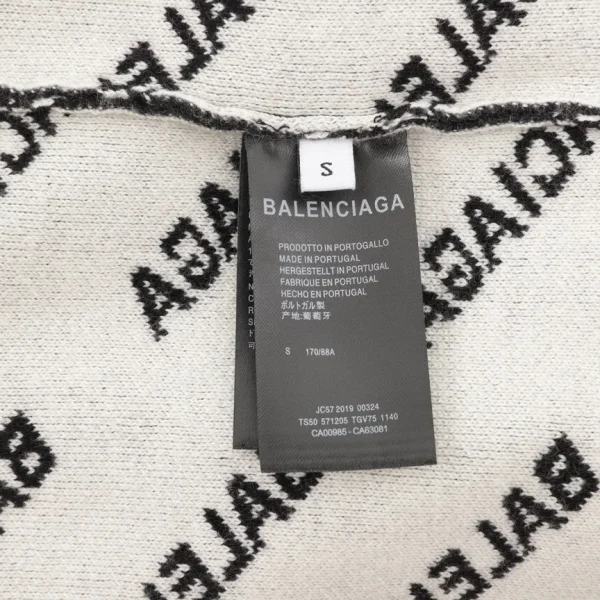 S
BALENCIAGA
PRODOTTO IN PORTOGALLO
MADE IN PORTUGAL
HERGESTELLT IN PORTUGAL
FABRIQUE EN PORTUGAL
HECHO EN PORTUGAL
ポルトガル製
产地:葡萄牙
S 170/88A
JC57 2019 00324
TS50 571205 TGV75 1140
CA00985 - CA63081